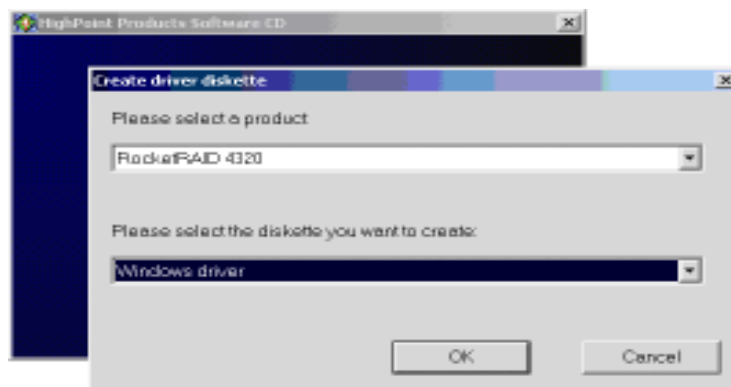 HighPoint Products Software CD
Create driver diskette
Please select a product
RocketRAID 4320
Please select the diskette you want to create:
Windows driver
OK
Cancel